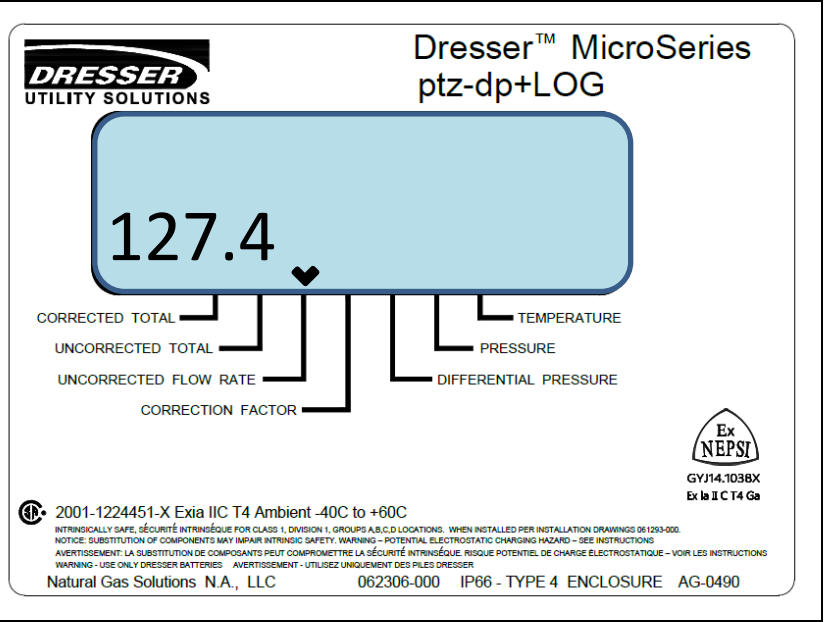 DRESSER
UTILITY SOLUTIONS
Dresser™ MicroSeries
ptz-dp+LOG
127.4
CORRECTED TOTAL
TEMPERATURE
UNCORRECTED TOTAL
PRESSURE
UNCORRECTED FLOW RATE
DIFFERENTIAL PRESSURE
CORRECTION FACTOR
Ex
NEPSI
GYJ14.1038X
Ex Ia II C T4 Ga
2001-1224451-X Exia IIC T4 Ambient -40C to +60C
INTRINSICALLY SAFE, SÉCURITÉ INTRINSÉQUE FOR CLASS 1, DIVISION 1, GROUPS A,B,C,D LOCATIONS. WHEN INSTALLED PER INSTALLATION DRAWINGS 061293-000.
NOTICE: SUBSTITUTION OF COMPONENTS MAY IMPAIR INTRINSIC SAFETY. WARNING – POTENTIAL ELECTROSTATIC CHARGING HAZARD – SEE INSTRUCTIONS
AVERTISSEMENT: LA SUBSTITUTION DE COMPOSANTS PEUT COMPROMETTRE LA SÉCURITÉ INTRINSÉQUE. RISQUE POTENTIEL DE CHARGE ÉLECTROSTATIQUE – VOIR LES INSTRUCTIONS
WARNING - USE ONLY DRESSER BATTERIES AVERTISSEMENT - UTILISEZ UNIQUEMENT DES PILES DRESSER
Natural Gas Solutions N.A., LLC 062306-000 IP66 - TYPE 4 ENCLOSURE AG-0490